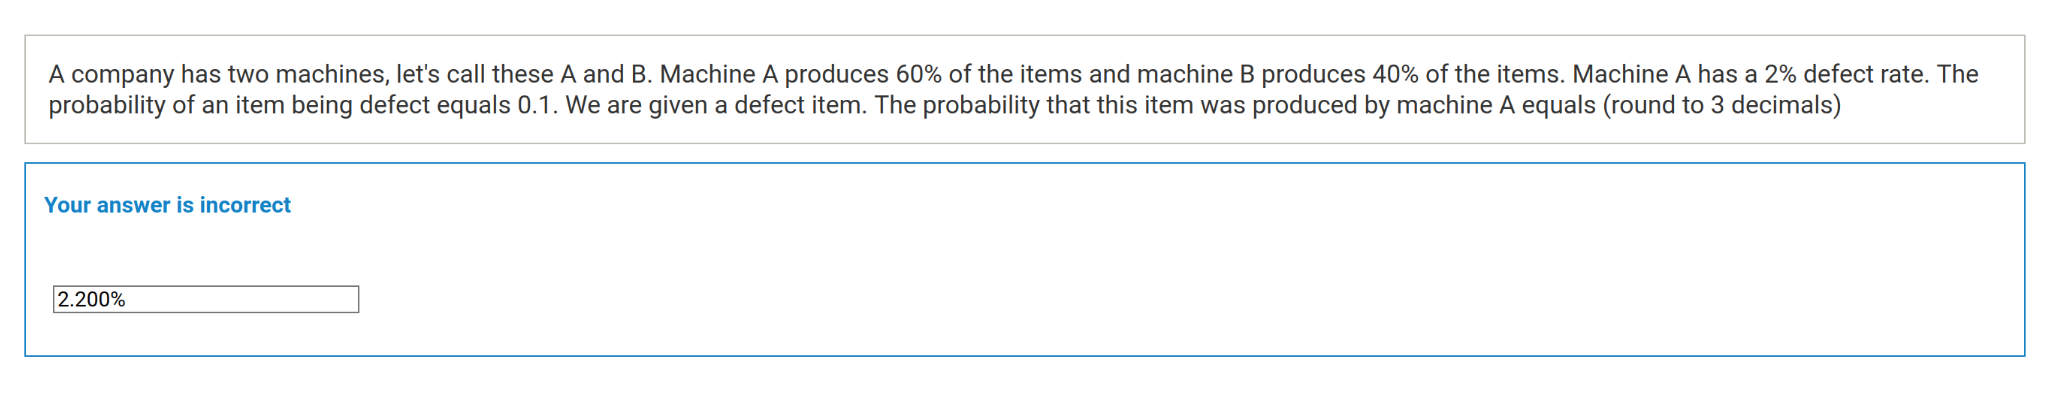 A company has two machines, let's call these A and B. Machine A produces 60% of the items and machine B produces 40% of the items. Machine A has a 2% defect rate. The
probability of an item being defect equals 0.1. We are given a defect item. The probability that this item was produced by machine A equals (round to 3 decimals)
Your answer is incorrect
2.200%